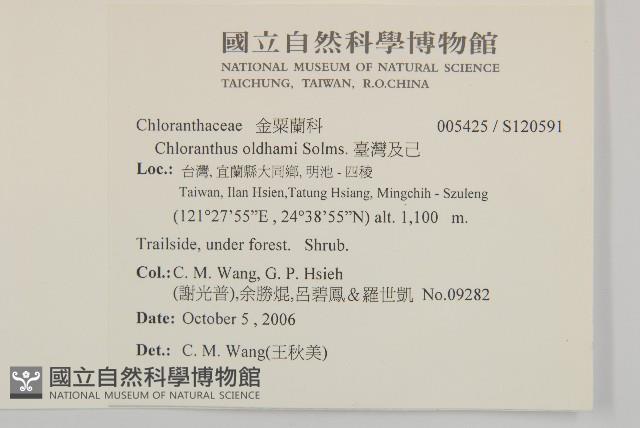 國立自然科學博物館
NATIONAL MUSEUM OF NATURAL SCIENCE
TAICHUNG, TAIWAN, R.O.CHINA
Chloranthaceae 金粟蘭科 005425 / S120591
Chloranthus oldhami Solms. 臺灣及己
Loc.: 台灣, 宜蘭縣大同鄉, 明池 - 四稜
Taiwan, Ilan Hsien,Tatung Hsiang, Mingchih - Szuleng
(121°27'55"E , 24°38'55"N) alt. 1,100 m.
Trailside, under forest. Shrub.
Col.: C. M. Wang, G. P. Hsieh
(謝光普),余勝焜,呂碧鳳&羅世凱 No.09282
Date: October 5 , 2006
Det.: C. M. Wang(王秋美)
國立自然科學博物館
NATIONAL MUSEUM OF NATURAL SCIENCE